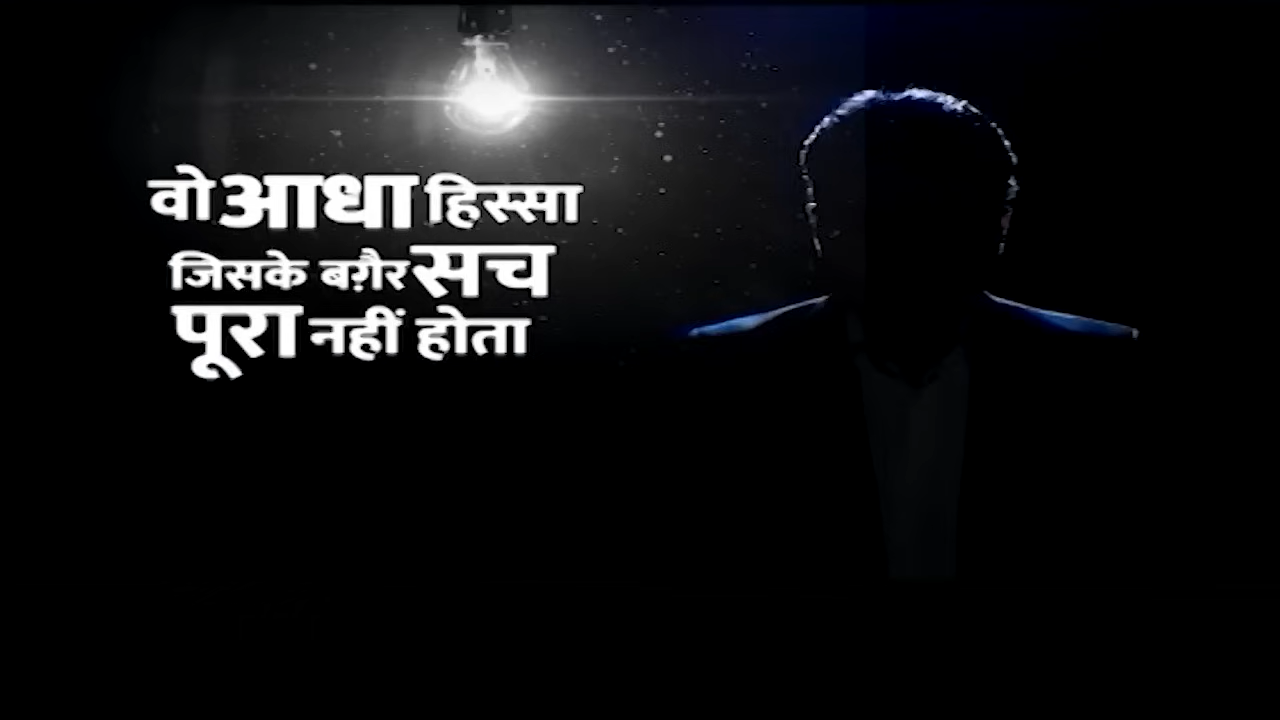 वो आधा हिस्सा
जिसके बग़ैर सच
पूरा नहीं होता